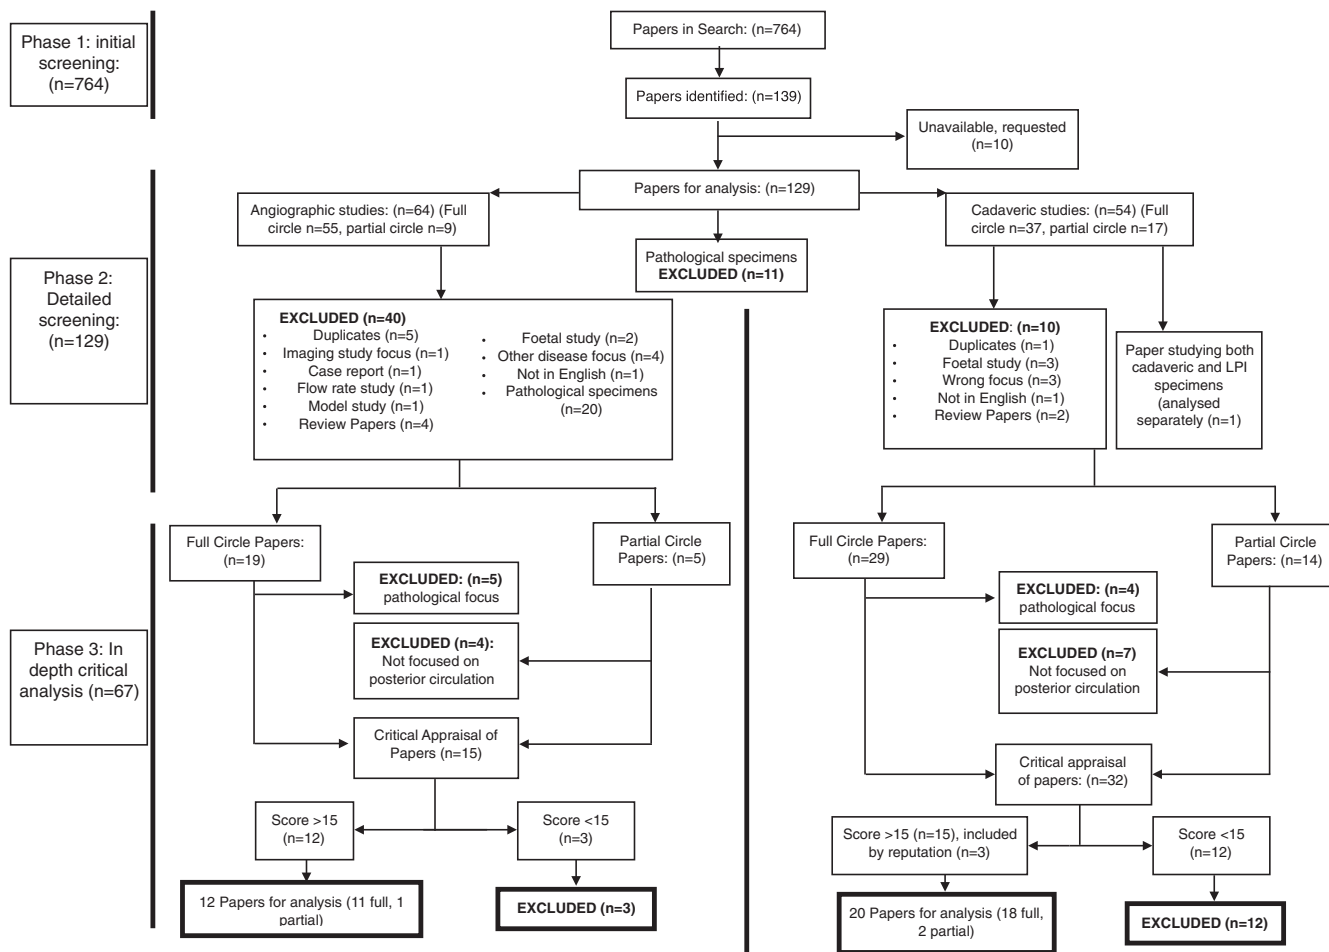 Papers in Search: (n=764)
Phase 1: initial
screening:
(n=764)
Papers identified: (n=139)
Unavailable, requested
(n=10)
Papers for analysis: (n=129)
Angiographic studies: (n=64) (Full
circle n=55, partial circle n=9)
Cadaveric studies: (n=54) (Full
circle n=37, partial circle n=17)
Pathological specimens
EXCLUDED (n=11)
Phase 2:
Detailed
screening:
(n=129)
EXCLUDED (n=40)
• Duplicates (n=5)
• Imaging study focus (n=1)
• Case report (n=1)
• Flow rate study (n=1)
• Model study (n=1)
• Review Papers (n=4)
• Foetal study (n=2)
• Other disease focus (n=4)
• Not in English (n=1)
• Pathological specimens
(n=20)
EXCLUDED: (n=10)
• Duplicates (n=1)
• Foetal study (n=3)
• Wrong focus (n=3)
• Not in English (n=1)
• Review Papers (n=2)
Paper studying both
cadaveric and LPI
specimens
(analysed
separately (n=1)
Full Circle Papers:
(n=19)
Partial Circle
Papers: (n=5)
Full Circle Papers:
(n=29)
Partial Circle
Papers: (n=14)
Phase 3: In
depth critical
analysis (n=67)
EXCLUDED: (n=5)
pathological focus
EXCLUDED (n=4):
Not focused on
posterior circulation
EXCLUDED: (n=4)
pathological focus
EXCLUDED (n=7)
Not focused on
posterior circulation
Critical Appraisal of
Papers (n=15)
Critical appraisal
of papers: (n=32)
Score >15
(n=12)
Score <15
(n=3)
Score >15 (n=15), included
by reputation (n=3)
Score <15
(n=12)
12 Papers for analysis (11 full, 1
partial)
EXCLUDED (n=3)
20 Papers for analysis (18 full,
2 partial)
EXCLUDED (n=12)